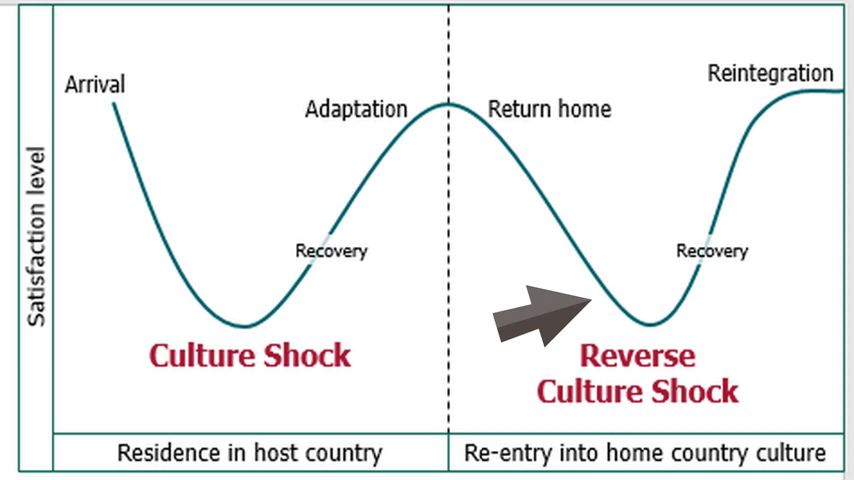 Arrival
Adaptation
Return home
Reintegration
Satisfaction level
Recovery
Recovery
Culture Shock
Reverse
Culture Shock
Residence in host country
Re-entry into home country culture